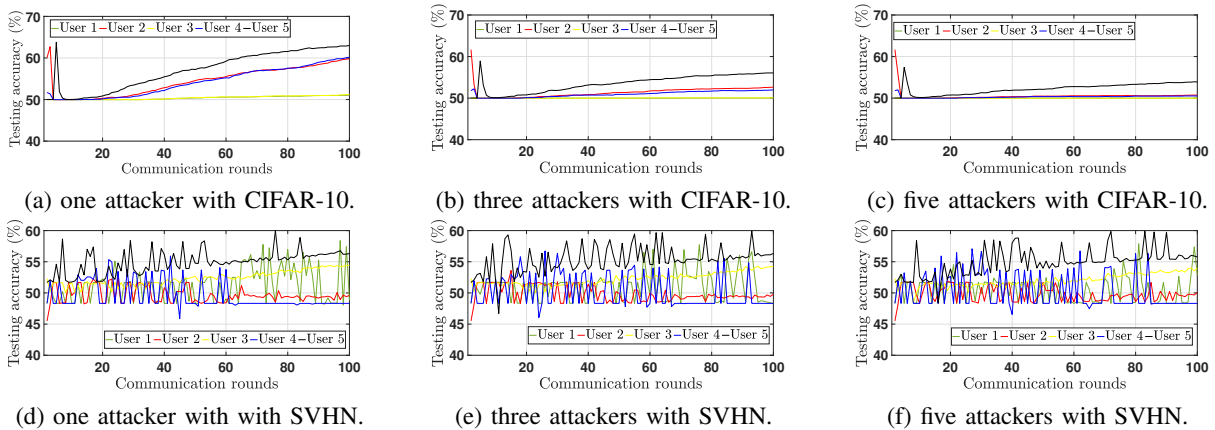 Testing accuracy (%)
60
50
40
User 1 User 2 User 3 User 4 User 5
20 40 60 80 100
Communication rounds
(a) one attacker with CIFAR-10.
Testing accuracy (%)
70
60
50
40
User 1 User 2 User 3 User 4 User 5
20 40 60 80 100
Communication rounds
(b) three attackers with CIFAR-10.
Testing accuracy (%)
70
60
50
40
User 1 User 2 User 3 User 4 User 5
20 40 60 80 100
Communication rounds
(c) five attackers with CIFAR-10.
Testing accuracy (%)
60
55
50
45
40
User 1 User 2 User 3 User 4 User 5
20 40 60 80 100
Communication rounds
(d) one attacker with with SVHN.
Testing accuracy (%)
60
55
50
45
40
User 1 User 2 User 3 User 4 User 5
20 40 60 80 100
Communication rounds
(e) three attackers with SVHN.
Testing accuracy (%)
60
55
50
45
40
User 1 User 2 User 3 User 4 User 5
20 40 60 80 100
Communication rounds
(f) five attackers with SVHN.